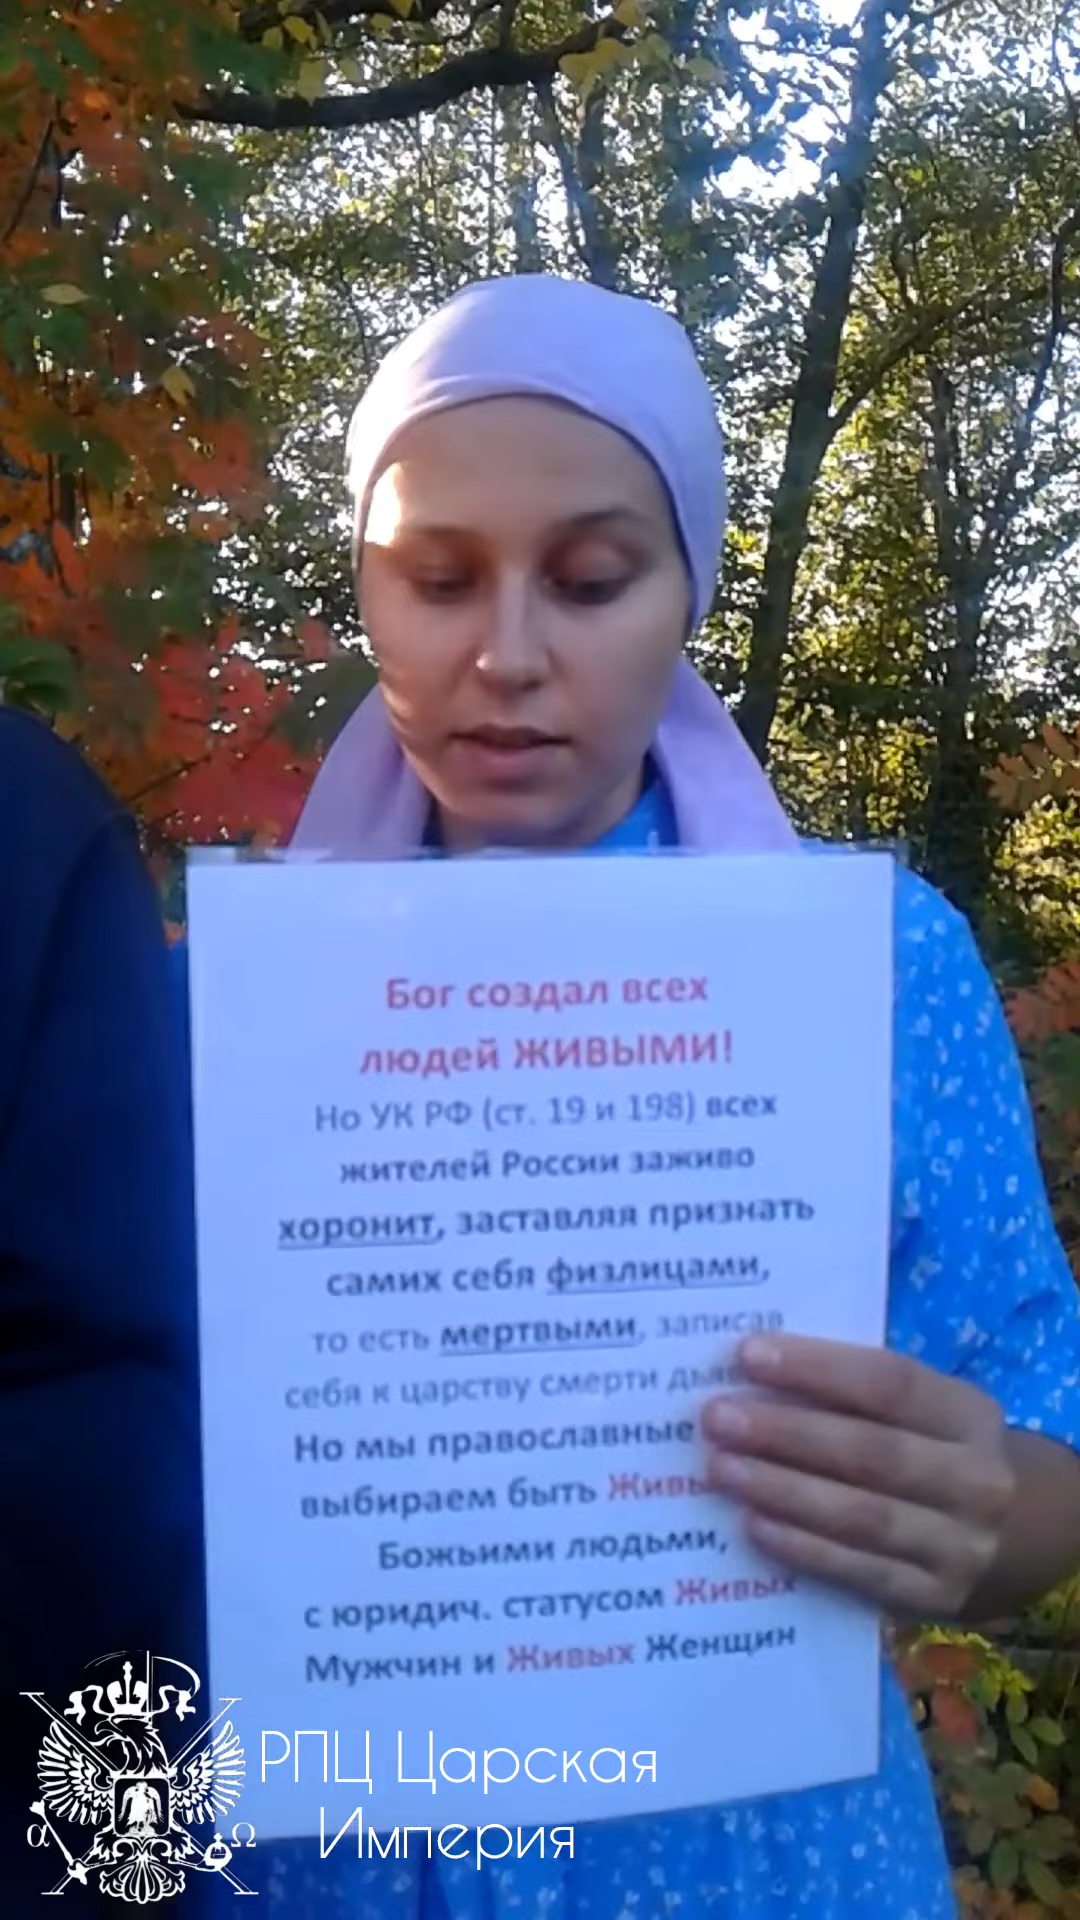 Бог создал всех
людей ЖИВЫМИ!
Но УК РФ (ст. 19 и 198) всех
жителей России заживо
хоронит, заставляя признать
самих себя физлицами,
то есть мертвыми, записав
себя к царству смерти
Но мы православные
выбираем быть
Божьими людьми,
с юридич. статусом Живых
Мужчин и Живых Женщин
РПЦ Царская
Империя
α Ω